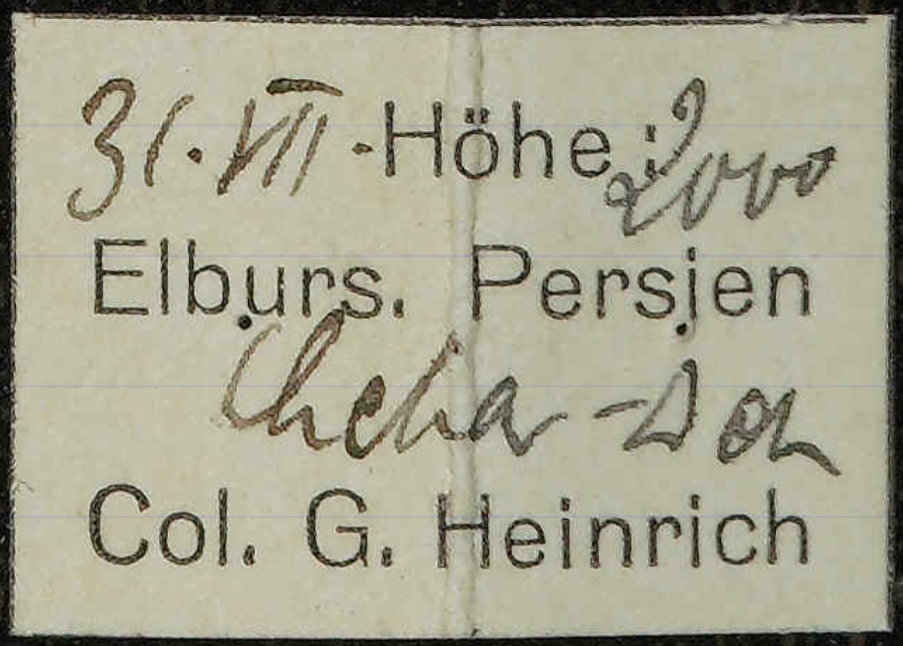 31.VII.Höhe: 2000
Elburs. Persien
Col. G. Heinrich